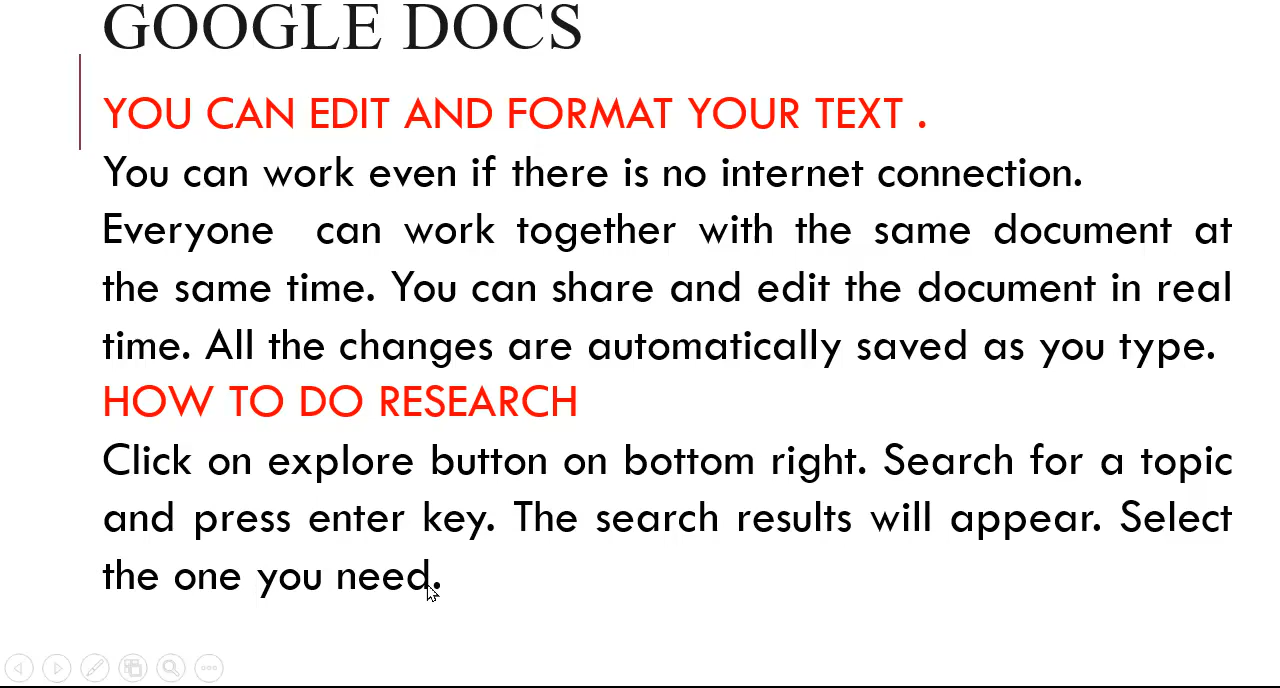 GOOGLE DOCS
YOU CAN EDIT AND FORMAT YOUR TEXT .
You can work even if there is no internet connection.
Everyone can work together with the same document at
the same time. You can share and edit the document in real
time. All the changes are automatically saved as you type.
HOW TO DO RESEARCH
Click on explore button on bottom right. Search for a topic
and press enter key. The search results will appear. Select
the one you need.